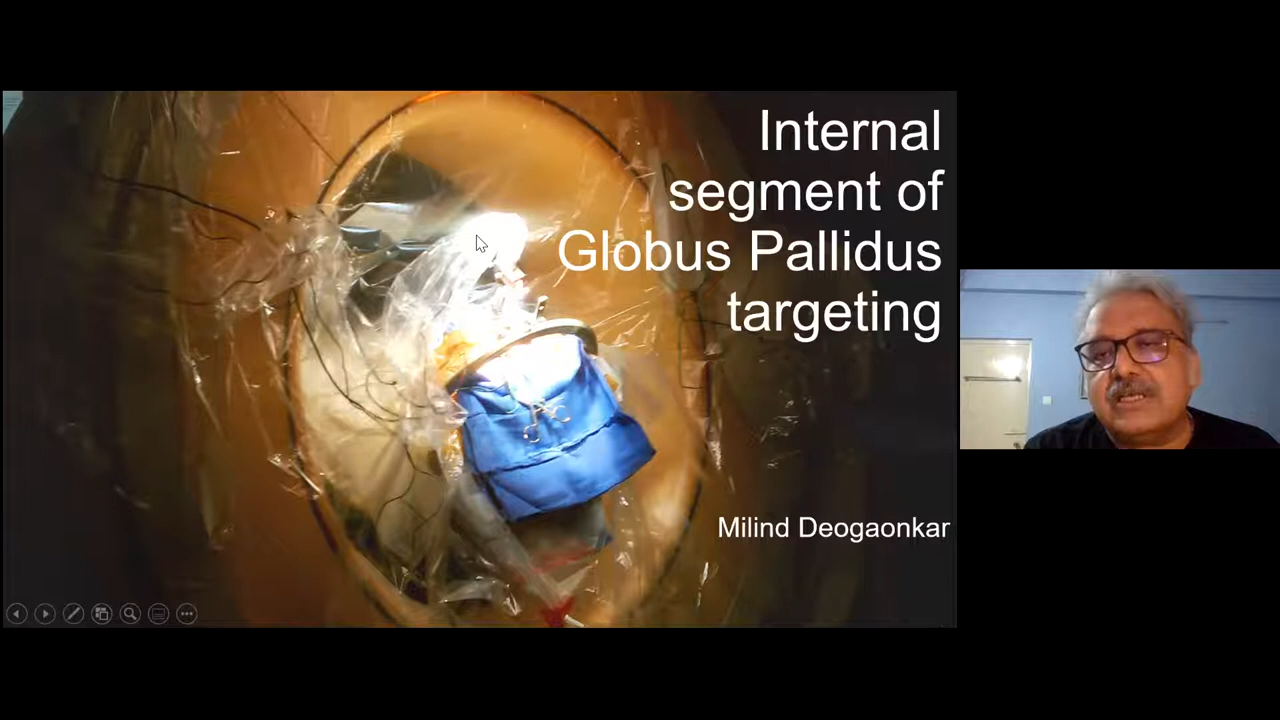 Internal
segment of
Globus Pallidus
targeting
Milind Deogaonkar